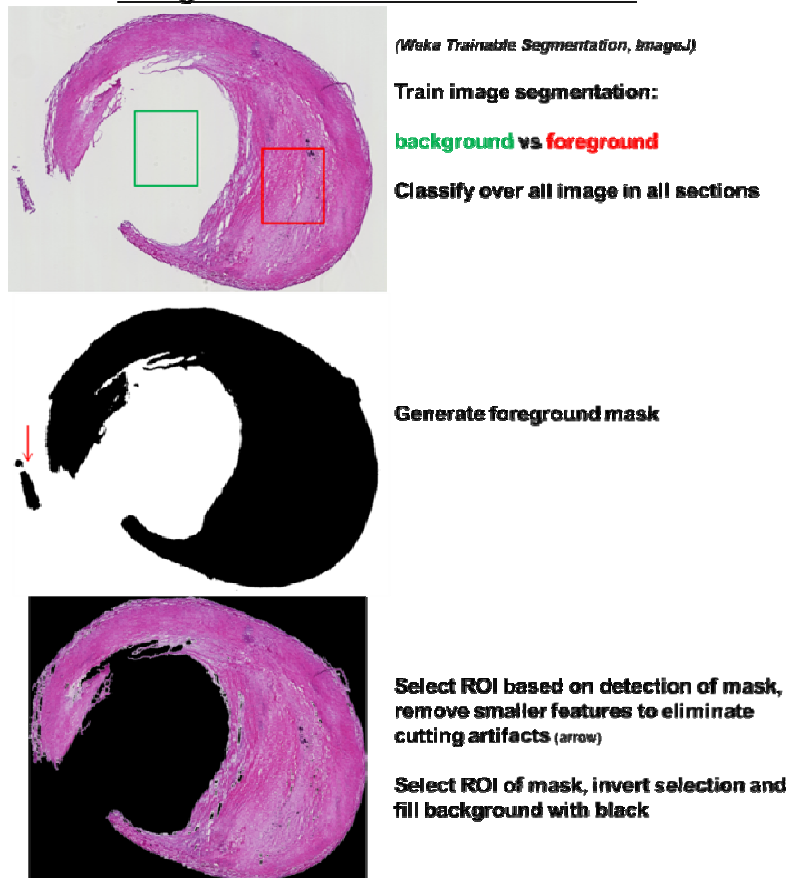 (Weka Trainable Segmentation, ImageJ)
Train image segmentation:
background vs foreground
Classify over all image in all sections
Generate foreground mask
Select ROI based on detection of mask,
remove smaller features to eliminate
cutting artifacts (arrow)
Select ROI of mask, invert selection and
fill background with black